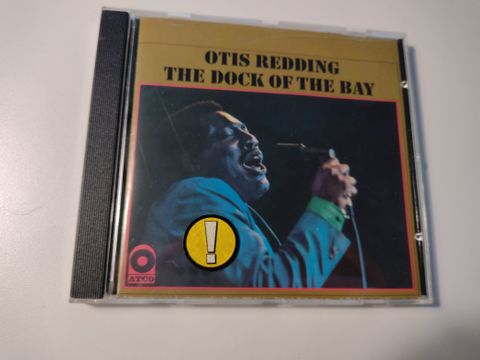 OTIS REDDING
THE DOCK OF THE BAY
!
ATCO